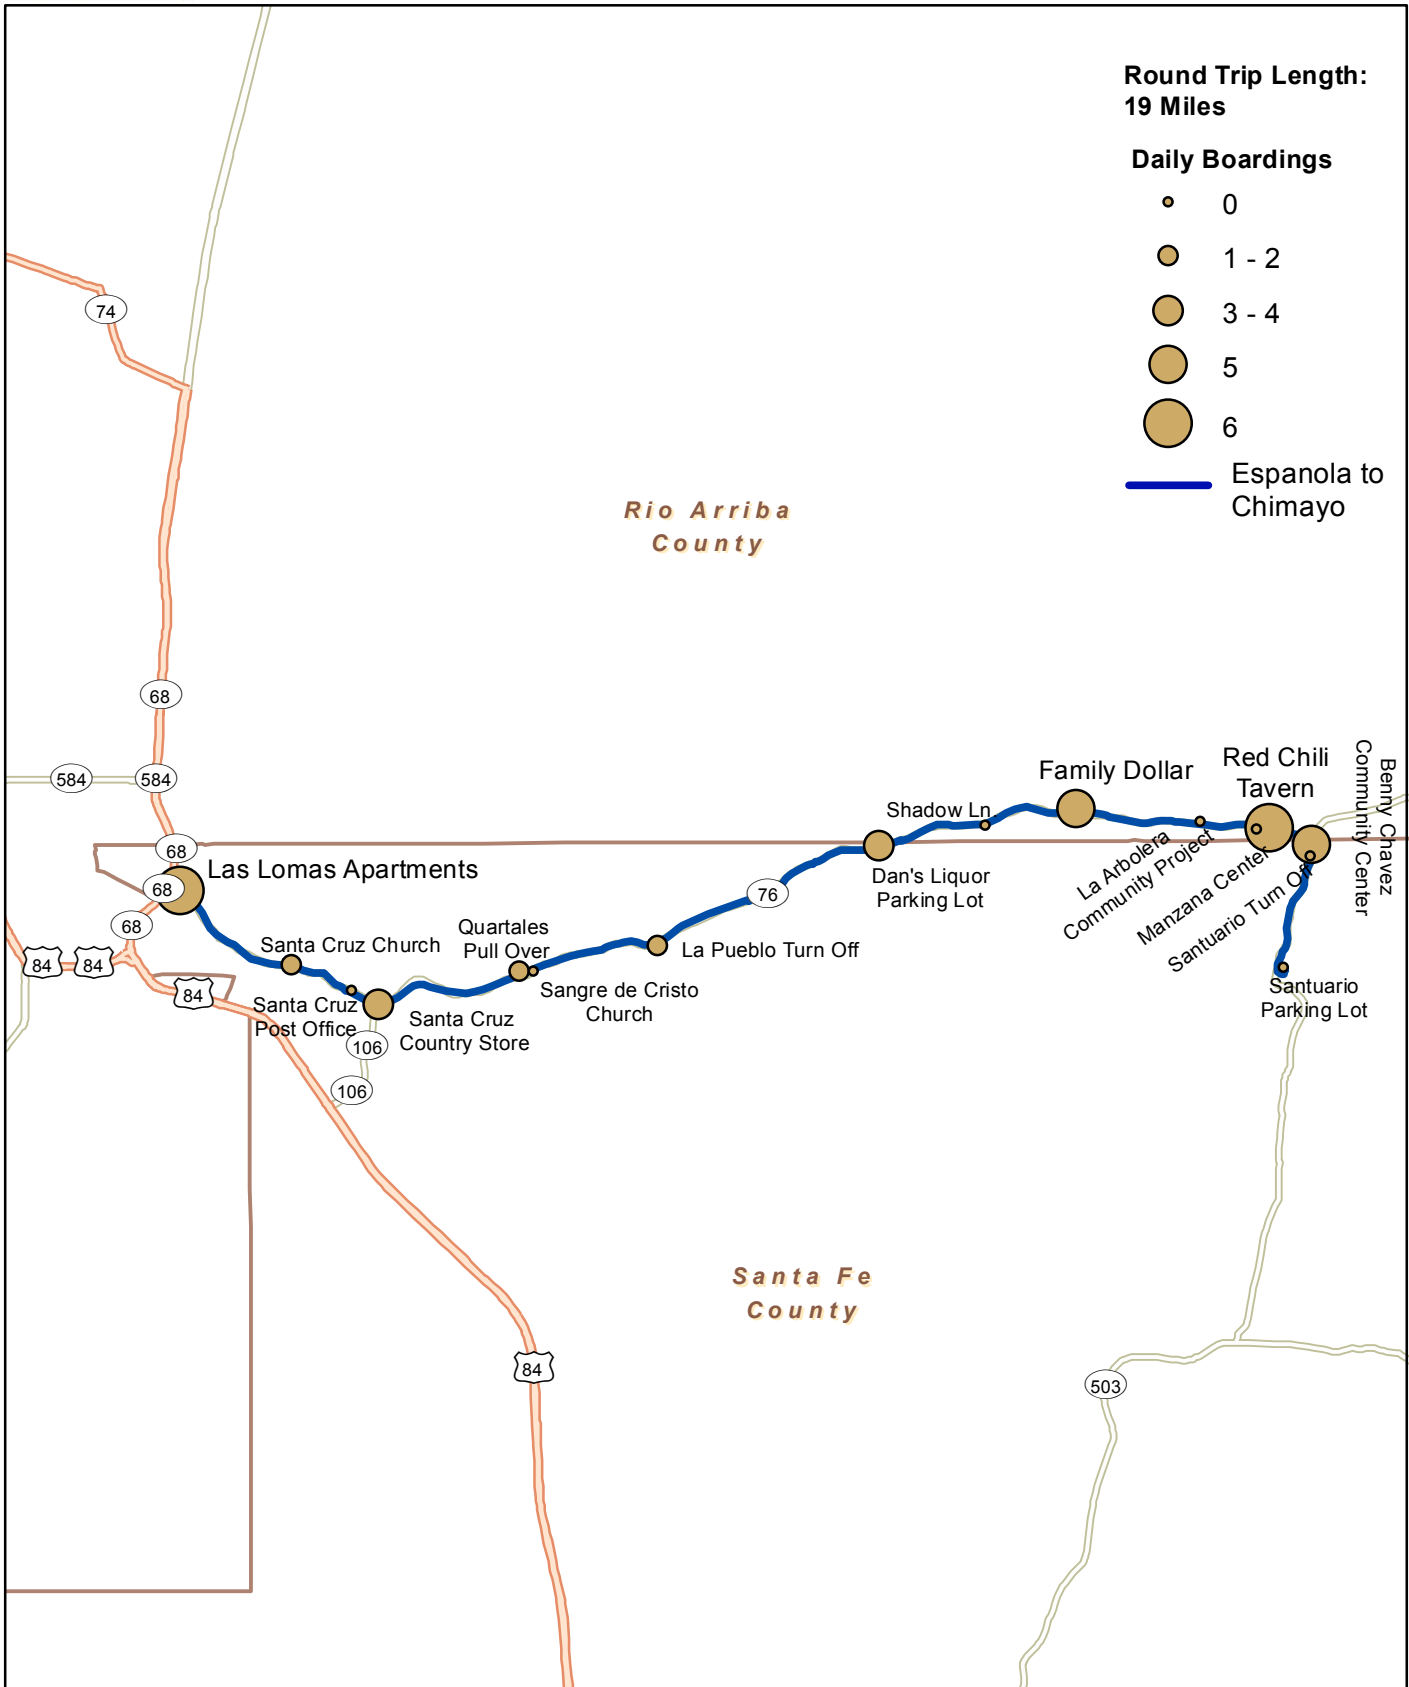 Round Trip Length:
19 Miles
Daily Boardings
0
1 - 2
3 - 4
5
6
Espanola to
Chimayo
74
Rio Arriba
County
68
584
584
68
68
68
Las Lomas Apartments
84
84
84
Santa Cruz Church
Santa Cruz
Post Office
106
106
Santa Cruz
Country Store
Quartales
Pull Over
Sangre de Cristo
Church
La Pueblo Turn Off
76
Dan's Liquor
Parking Lot
Shadow Ln.
Family Dollar
La Arbolera
Community Project
Red Chili
Tavern
Manzana Center
Santuario Turn Off
Benny Chavez
Community Center
Santuario
Parking Lot
Santa Fe
County
84
503